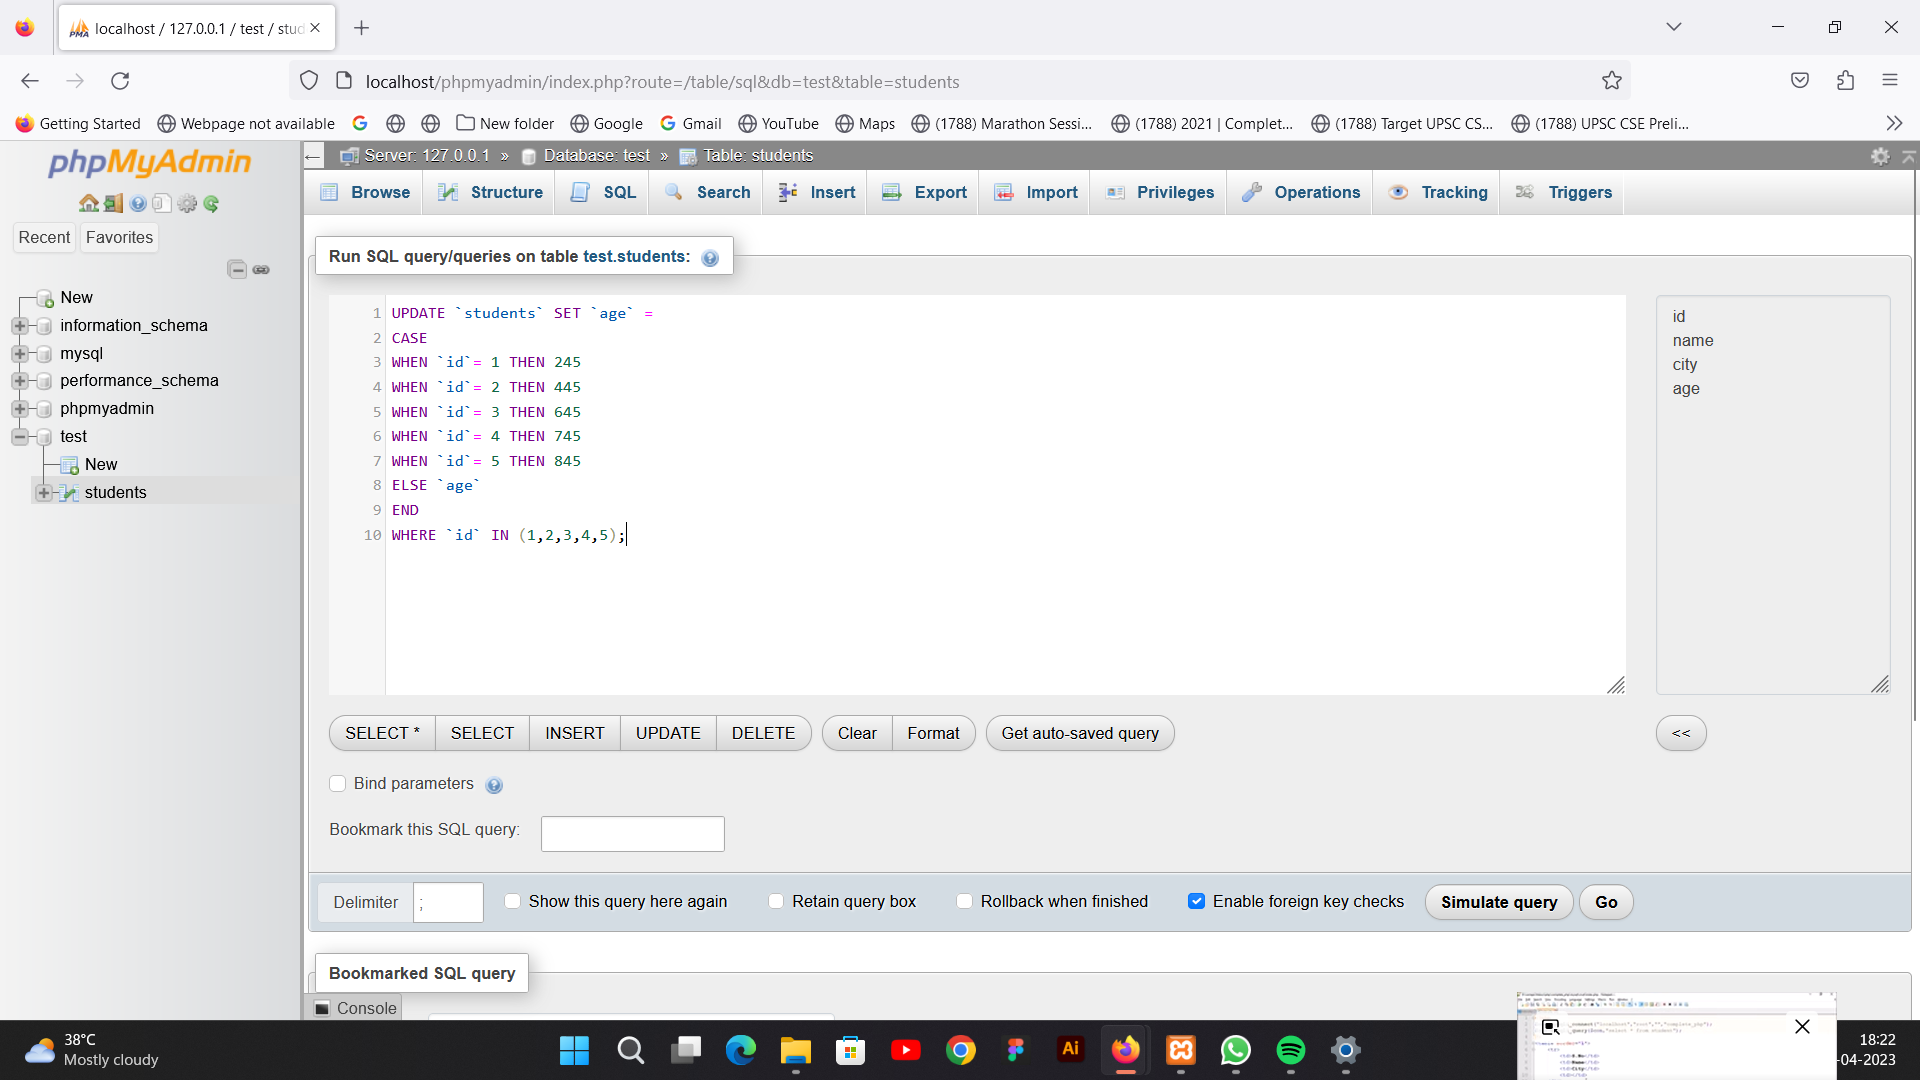 localhost / 127.0.0.1 / test / stud
localhost/phpmyadmin/index.php?route=/table/sql&db=test&table=students
Getting Started Webpage not available New folder Google Gmail YouTube Maps (1788) Marathon Sessi... (1788) 2021 | Complet... (1788) Target UPSC CS... (1788) UPSC CSE Preli...
phpMyAdmin
Recent Favorites
New
information_schema
mysql
performance_schema
phpmyadmin
test
New
students
Server: 127.0.0.1 » Database: test » Table: students
Browse Structure SQL Search Insert Export Import Privileges Operations Tracking Triggers
Run SQL query/queries on table test.students:
1 UPDATE `students` SET `age` =
2 CASE
3 WHEN `id`= 1 THEN 245
4 WHEN `id`= 2 THEN 445
5 WHEN `id`= 3 THEN 645
6 WHEN `id`= 4 THEN 745
7 WHEN `id`= 5 THEN 845
8 ELSE `age`
9 END
10 WHERE `id` IN (1,2,3,4,5);
id
name
city
age
SELECT * SELECT INSERT UPDATE DELETE Clear Format Get auto-saved query <<
Bind parameters
Bookmark this SQL query:
Delimiter ; Show this query here again Retain query box Rollback when finished Enable foreign key checks Simulate query Go
Bookmarked SQL query
Console
38°C
Mostly cloudy
Ai
18:22
-04-2023